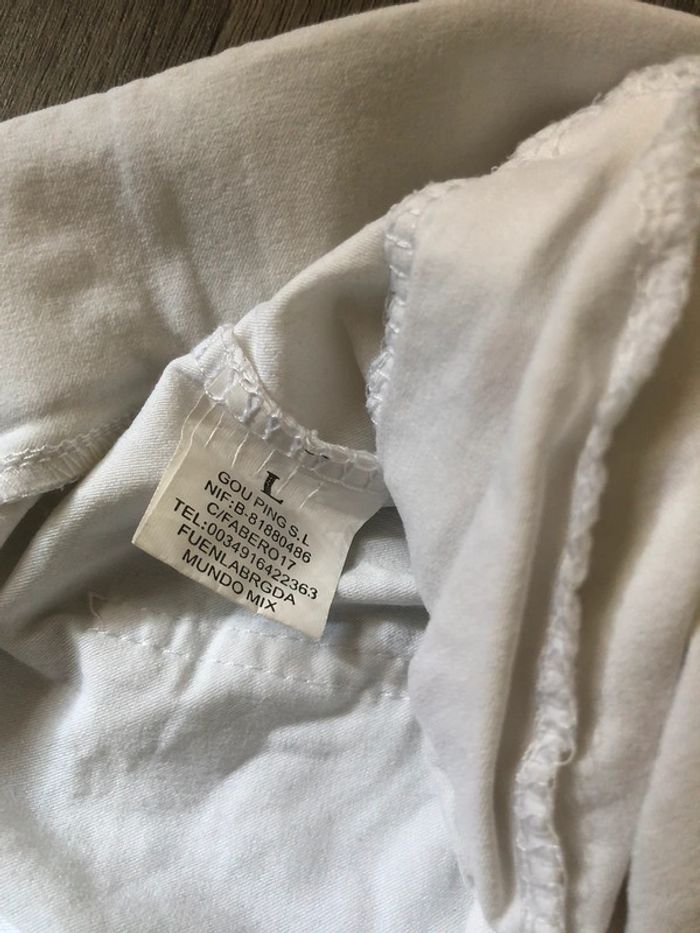 L
GOU PING S.L
NIF:B-81880486
C/FABERO17
TEL:0034916422363
FUENLABRGDA
MUNDO MIX